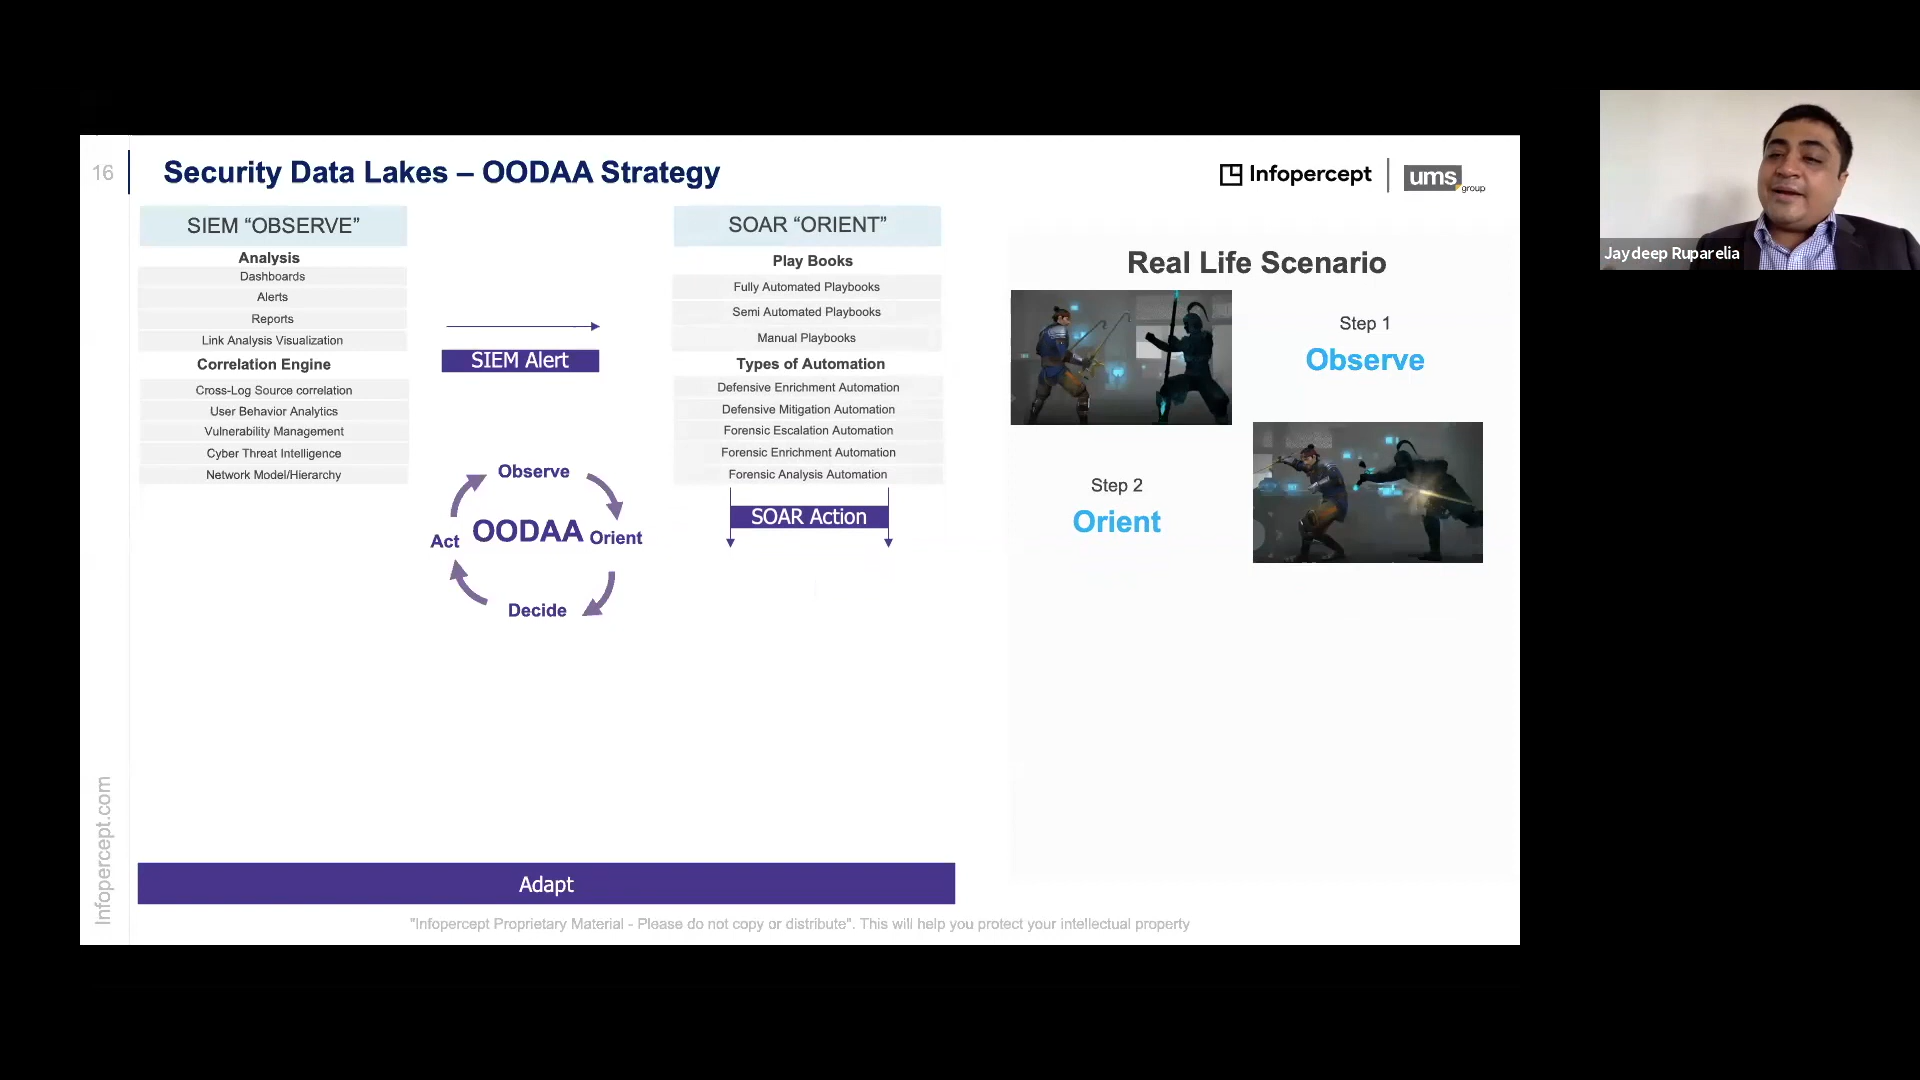 16
Security Data Lakes – OODAA Strategy
Infopercept
ums
group
SIEM “OBSERVE”
Analysis
Dashboards
Alerts
Reports
Link Analysis Visualization
Correlation Engine
Cross-Log Source correlation
User Behavior Analytics
Vulnerability Management
Cyber Threat Intelligence
Network Model/Hierarchy
SIEM Alert
Observe
OODAA
Act
Orient
Decide
SOAR “ORIENT”
Play Books
Fully Automated Playbooks
Semi Automated Playbooks
Manual Playbooks
Types of Automation
Defensive Enrichment Automation
Defensive Mitigation Automation
Forensic Escalation Automation
Forensic Enrichment Automation
Forensic Analysis Automation
SOAR Action
Real Life Scenario
Step 1
Observe
Step 2
Orient
Adapt
Infopercept.com
"Infopercept Proprietary Material - Please do not copy or distribute". This will help you protect your intellectual property
Jaydeep Ruparelia